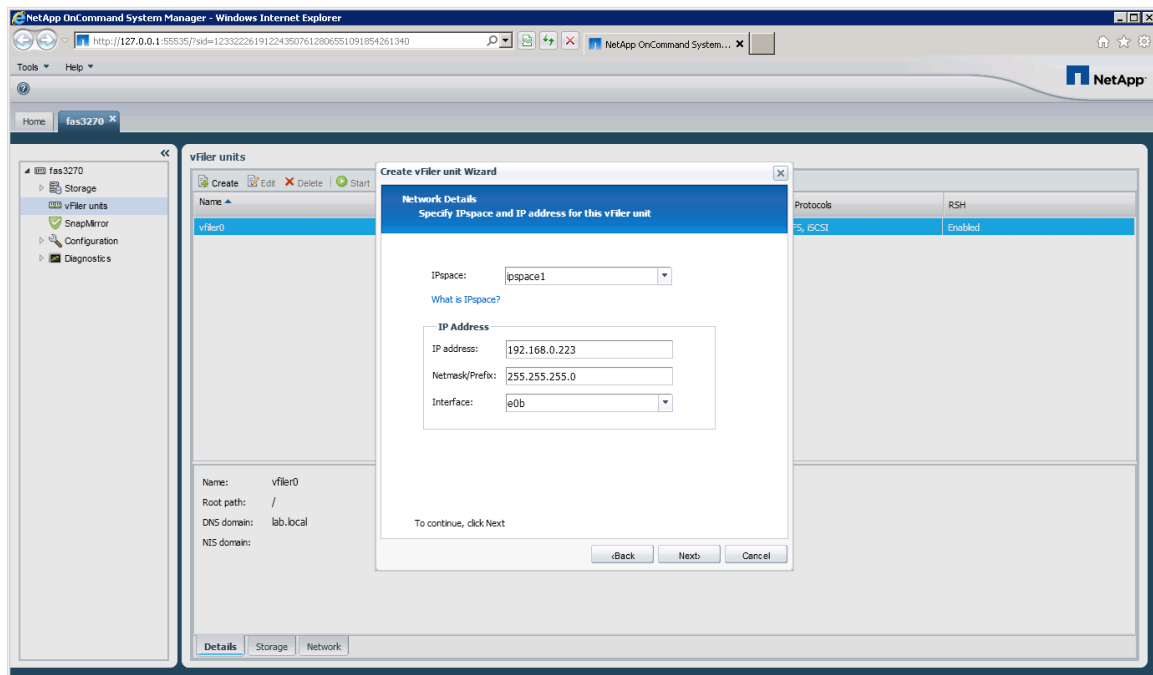 NetApp OnCommand System Manager - Windows Internet Explorer
http://127.0.0.1:55535/?sid=12332226191224350761280655109185426​1340
NetApp OnCommand System...
Tools Help
NetApp
Home fas3270
fas3270
Storage
vFiler units
SnapMirror
Configuration
Diagnostics
vFiler units
Create Edit Delete Start
Name Protocols RSH
vfiler0 FS, iSCSI Enabled
Create vFiler unit Wizard
Network Details
Specify IPspace and IP address for this vFiler unit
IPspace: ipspace1
What is IPspace?
IP Address
IP address: 192.168.0.223
Netmask/Prefix: 255.255.255.0
Interface: e0b
To continue, click Next
‹Back Next› Cancel
Name: vfiler0
Root path: /
DNS domain: lab.local
NIS domain:
Details Storage Network